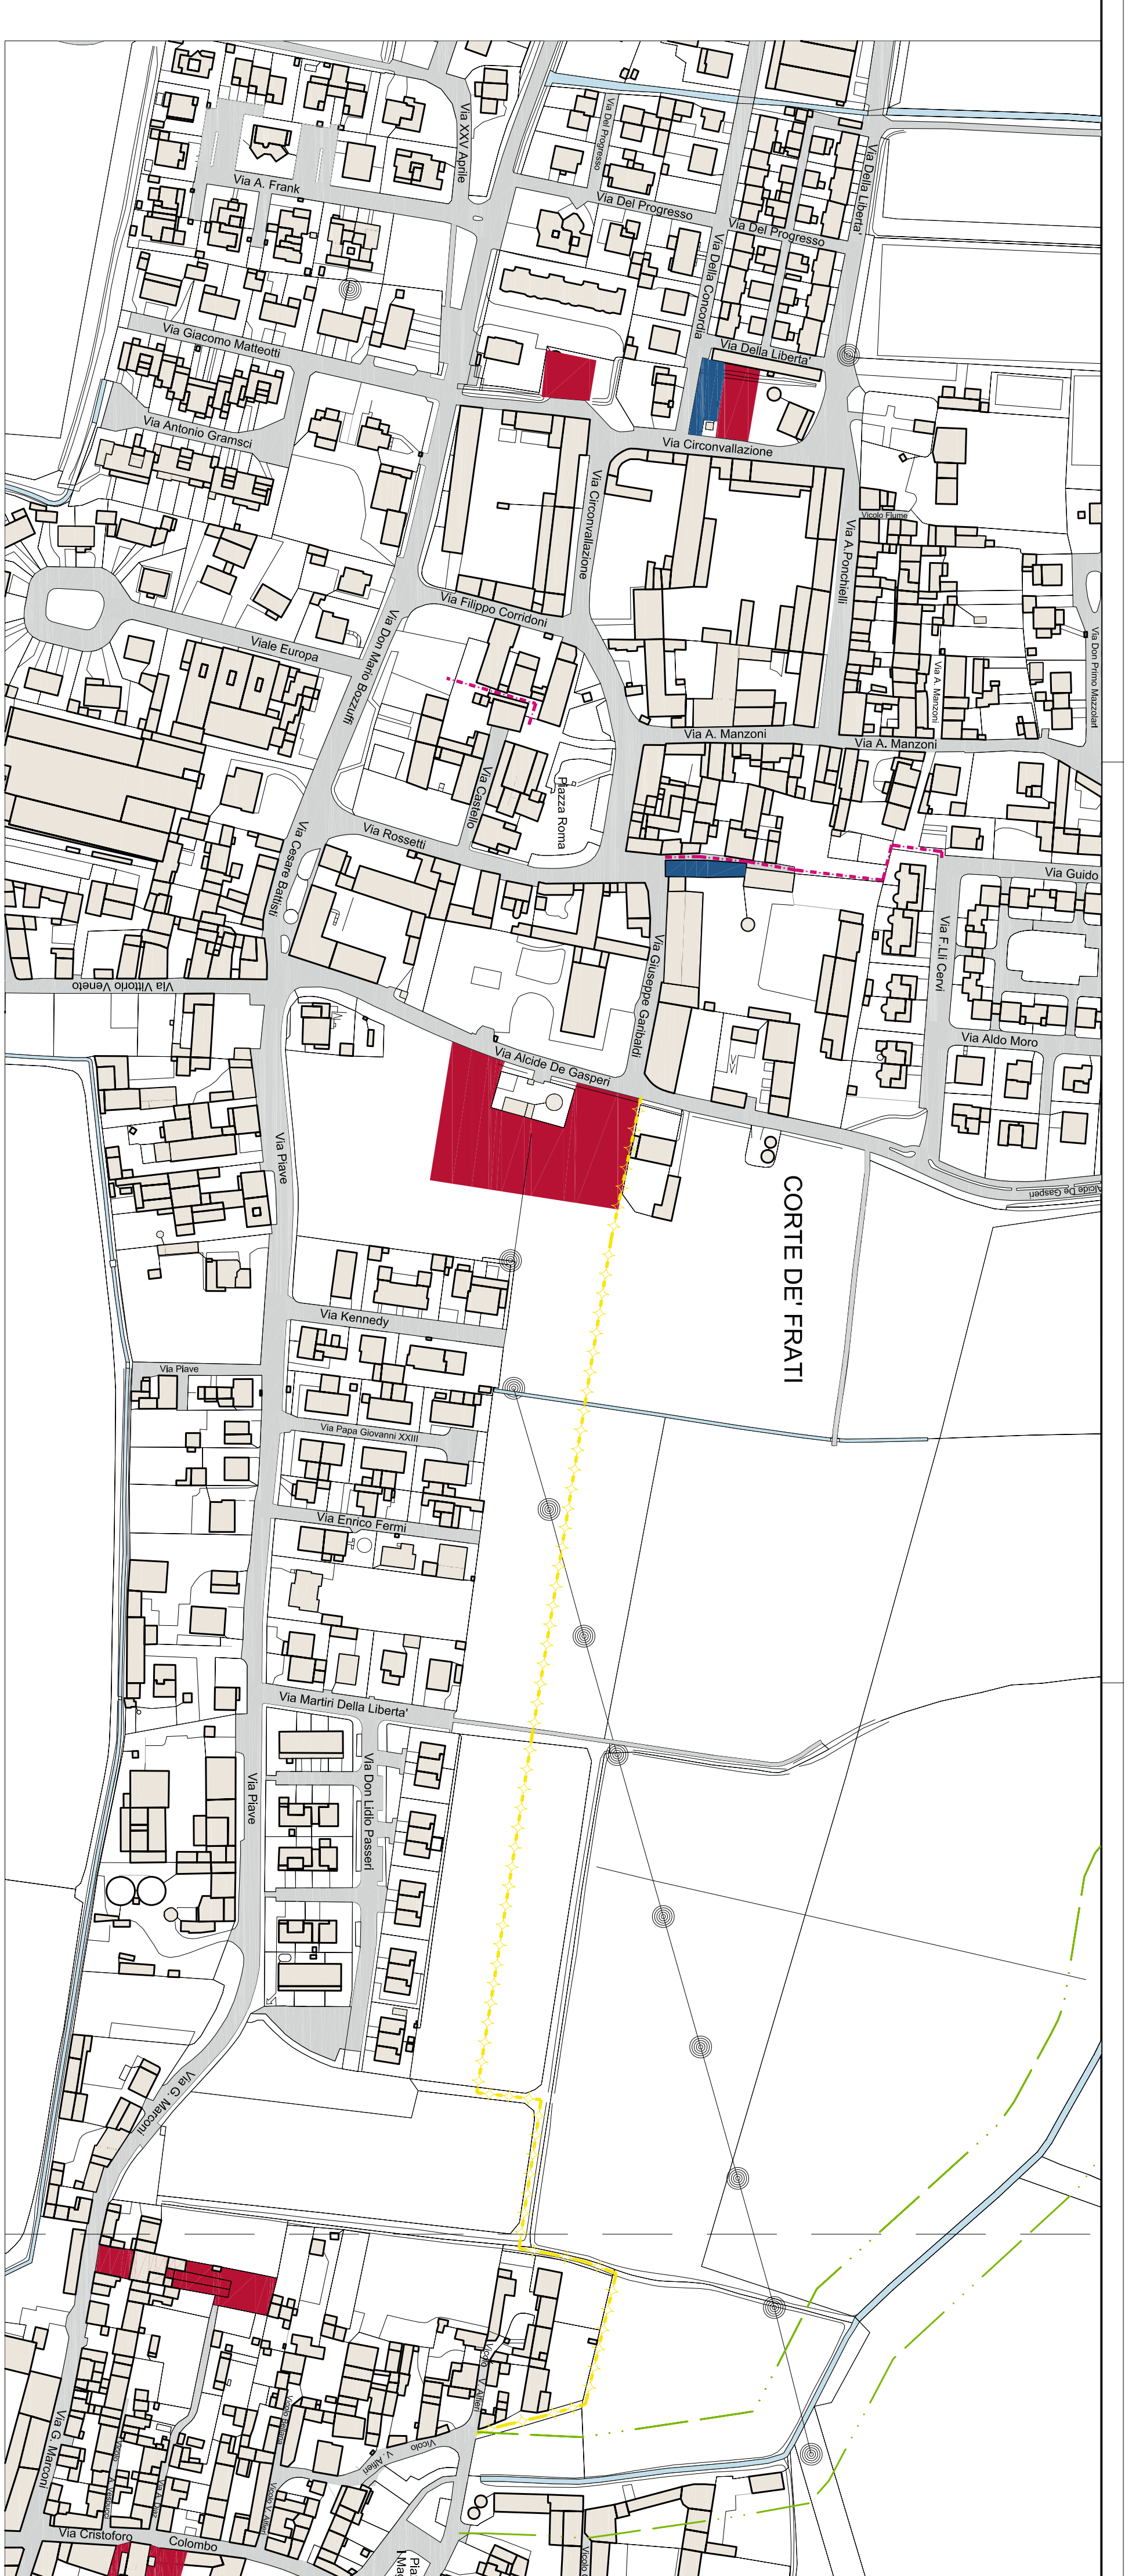 Via XXV Aprile
Via Del Progresso
Via Della Liberta'
Via A. Frank
Via Del Progresso
Via Del Progresso
Via Della Concordia
Via Giacomo Matteotti
Via Della Liberta'
Via Antonio Gramsci
Via Circonvallazione
Via Circonvallazione
Vicolo Fiume
Via A.Ponchielli
Via Filippo Corridoni
Via Don Mario Bozzuffi
Viale Europa
Via Don Primo Mazzolari
Via A. Manzoni
Via A. Manzoni
Via A. Manzoni
Via Castello
Piazza Roma
Via Rossetti
Via Cesare Battisti
Via Guido
Via F.Lli Cervi
Via Giuseppe Garibaldi
Via Vittorio Veneto
Via Aldo Moro
Via Alcide De Gasperi
Via Piave
Alcide De Gasperi
CORTE DE' FRATI
Via Kennedy
Via Piave
Via Papa Giovanni XXIII
Via Enrico Fermi
Via Martiri Della Liberta'
Via Don Lidio Passeri
Via Piave
Via G. Marconi
Vicolo V. Alfieri
Via G. Marconi
Vicolo
V. Alfieri
Vicolo V. Alfieri
Via Cristoforo Colombo
Vicolo